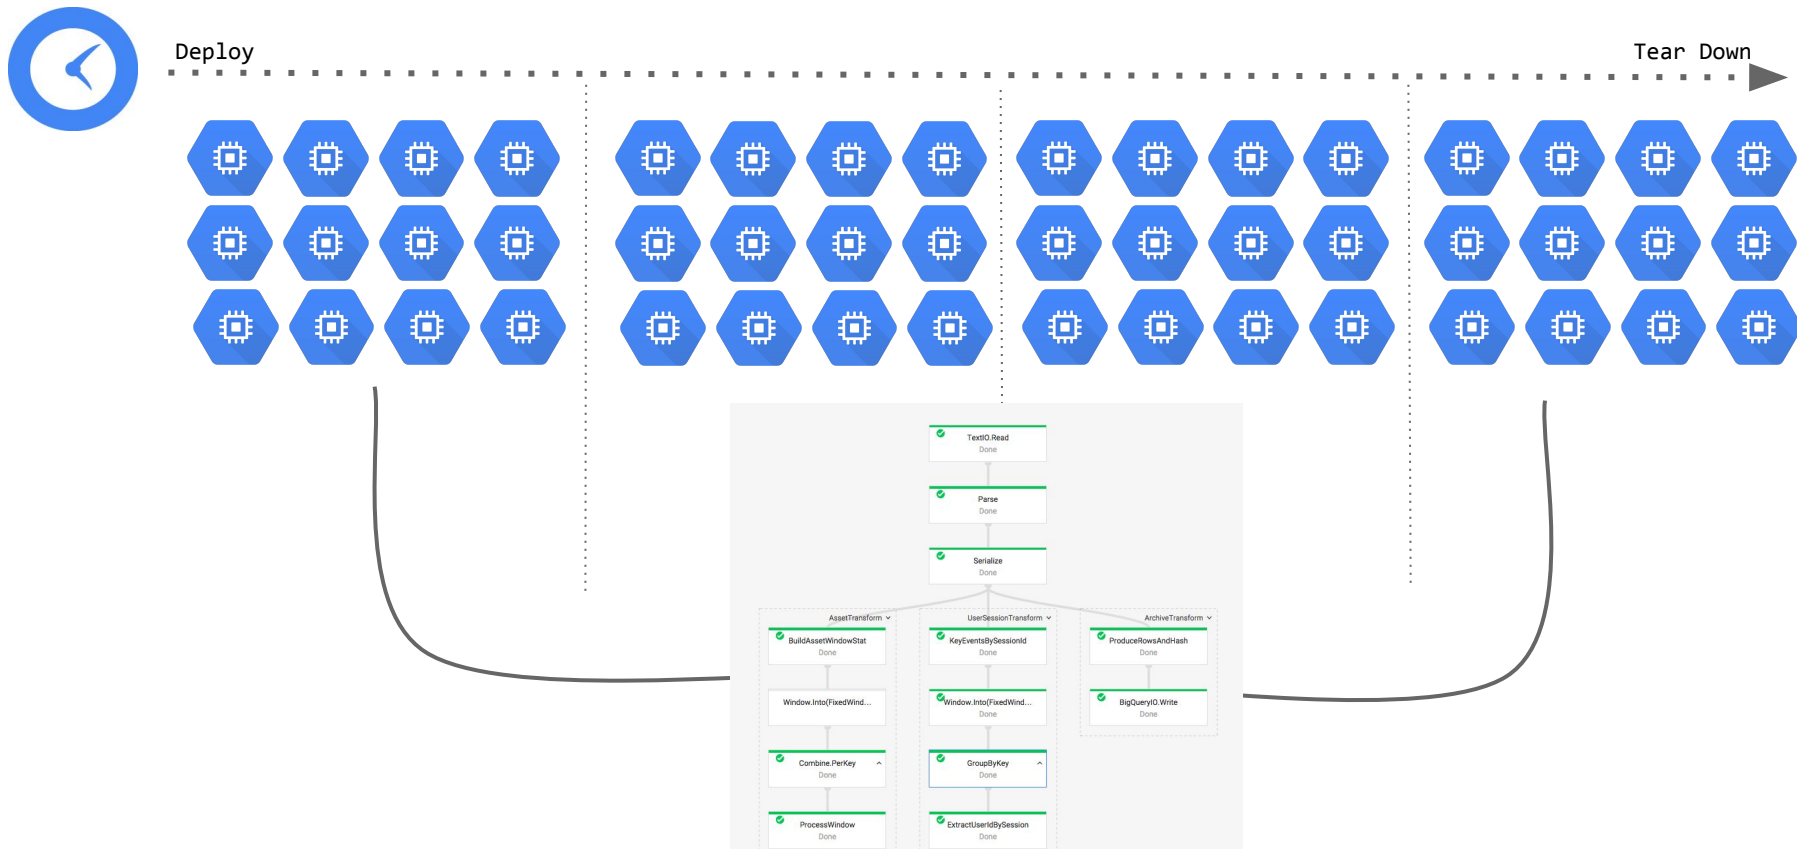 Deploy
Tear Down
TextIO.Read
Done
Parse
Done
Serialize
Done
AssetTransform
UserSessionTransform
ArchiveTransform
BuildAssetWindowStat
Done
KeyEventsBySessionId
Done
ProduceRowsAndHash
Done
Window.Into(FixedWind...
Window.Into(FixedWind...
Done
BigQueryIO.Write
Done
Combine.PerKey
Done
GroupByKey
Done
ProcessWindow
Done
ExtractUserIdBySession
Done